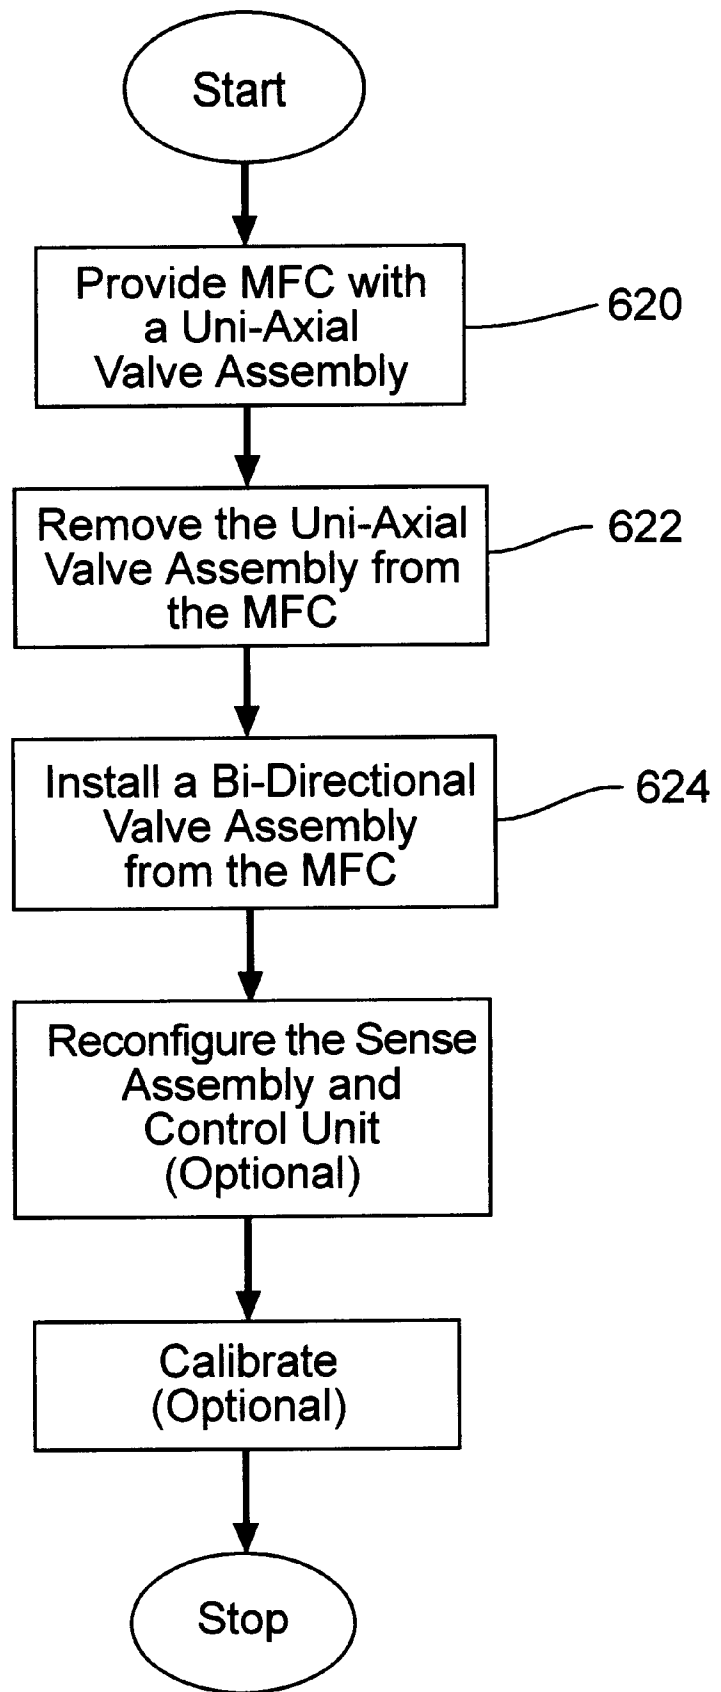 Start
Provide MFC with
a Uni-Axial
Valve Assembly
620
Remove the Uni-Axial
Valve Assembly from
the MFC
622
Install a Bi-Directional
Valve Assembly
from the MFC
624
Reconfigure the Sense
Assembly and
Control Unit
(Optional)
Calibrate
(Optional)
Stop